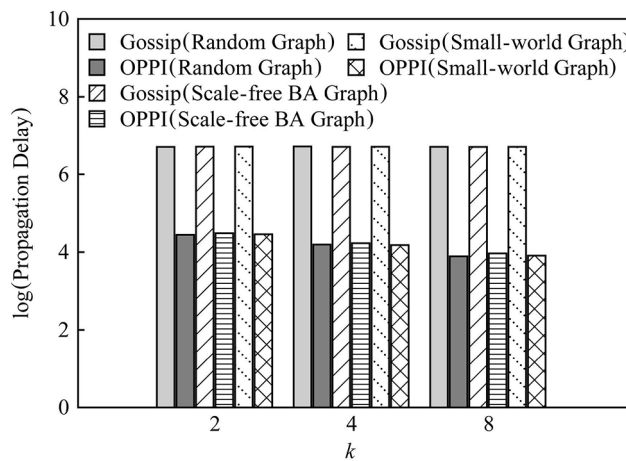 10
8
6
4
2
0
log(Propagation Delay)
Gossip(Random Graph)
Gossip(Small-world Graph)
OPPI(Random Graph)
OPPI(Small-world Graph)
Gossip(Scale-free BA Graph)
OPPI(Scale-free BA Graph)
2
4
8
k